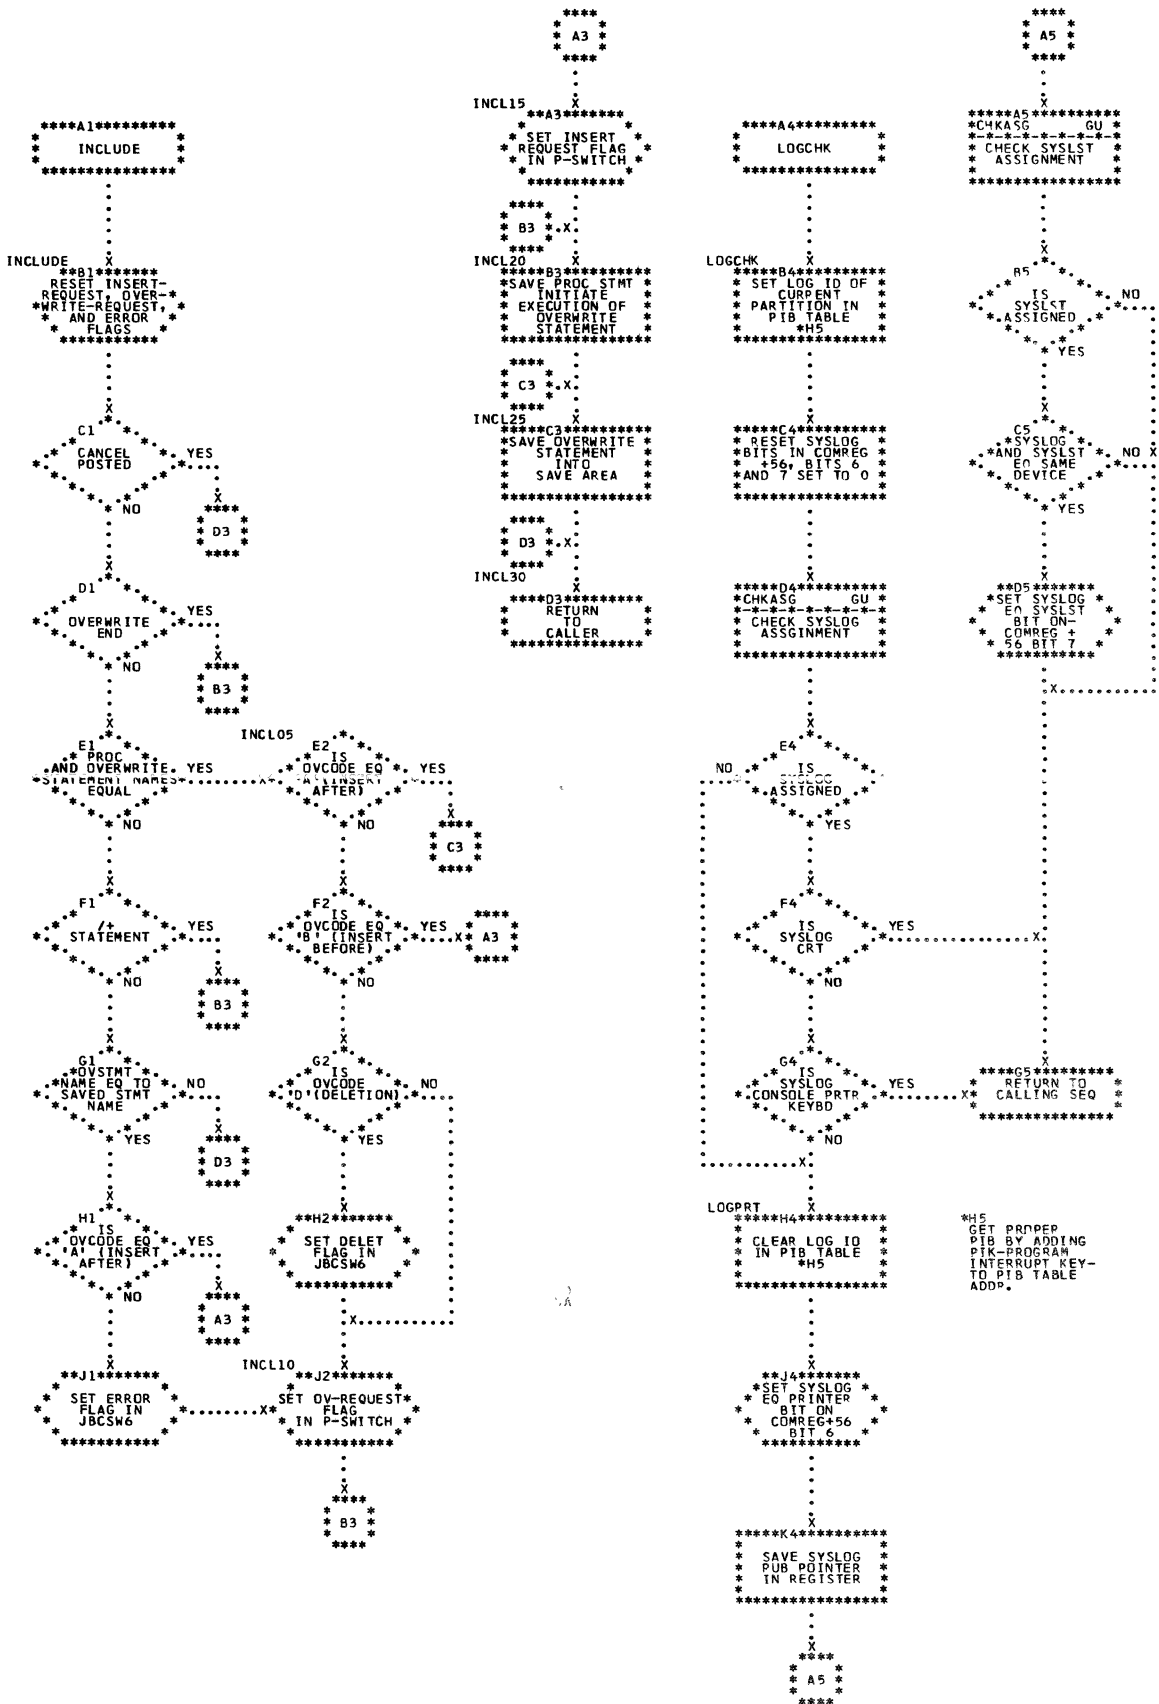 A1
INCLUDE
INCLUDE
B1
RESET INSERT-
REQUEST, OVER-
WRITE-REQUEST,
AND ERROR
FLAGS
C1
CANCEL
POSTED
YES
NO
D3
D1
OVERWRITE
END
YES
NO
B3
E1
PROC
AND OVERWRITE
STATEMENT NAMES
EQUAL
YES
NO
F1
/+
STATEMENT
YES
NO
B3
G1
OVSTMT
NAME EQ TO
SAVED STMT
NAME
NO
YES
D3
H1
IS
OVCODE EQ
'A' (INSERT
AFTER)
YES
NO
A3
J1
SET ERROR
FLAG IN
JBCSW6
INCL05
E2
IS
OVCODE EQ
'A' (INSERT
AFTER)
YES
NO
C3
F2
IS
OVCODE EQ
'B' (INSERT
BEFORE)
YES
A3
NO
G2
IS
OVCODE
'D'(DELETION)
NO
YES
H2
SET DELET
FLAG IN
JBCSW6
INCL10
J2
SET OV-REQUEST
FLAG
IN P-SWITCH
B3
A3
INCL15
A3
SET INSERT
REQUEST FLAG
IN P-SWITCH
B3
INCL20
B3
SAVE PROC STMT
INITIATE
EXECUTION OF
OVERWRITE
STATEMENT
C3
INCL25
C3
SAVE OVERWRITE
STATEMENT
INTO
SAVE AREA
D3
INCL30
D3
RETURN
TO
CALLER
A4
LOGCHK
LOGCHK
B4
SET LOG ID OF
CURRENT
PARTITION IN
PIB TABLE
*H5
C4
RESET SYSLOG
BITS IN COMREG
+56, BITS 6
AND 7 SET TO 0
D4
CHKASG GU
CHECK SYSLOG
ASSGINMENT
E4
IS
SYSLOG
ASSIGNED
NO
YES
F4
IS
SYSLOG
CRT
YES
NO
G4
IS
SYSLOG
CONSOLE PRTR
KEYBD
YES
NO
LOGPRT
H4
CLEAR LOG ID
IN PIB TABLE
*H5
J4
SET SYSLOG
EQ PRINTER
BIT ON
COMREG+56
BIT 6
K4
SAVE SYSLOG
PUB POINTER
IN REGISTER
A5
A5
A5
CHKASG GU
CHECK SYSLST
ASSIGNMENT
B5
IS
SYSLST
ASSIGNED
NO
YES
C5
SYSLOG
AND SYSLST
EQ SAME
DEVICE
NO
YES
D5
SET SYSLOG
EQ SYSLST
BIT ON-
COMREG +
56 BIT 7
G5
RETURN TO
CALLING SEQ
*H5
GET PROPER
PIB BY ADDING
PIK-PROGRAM
INTERRUPT KEY-
TO PIB TABLE
ADDR.